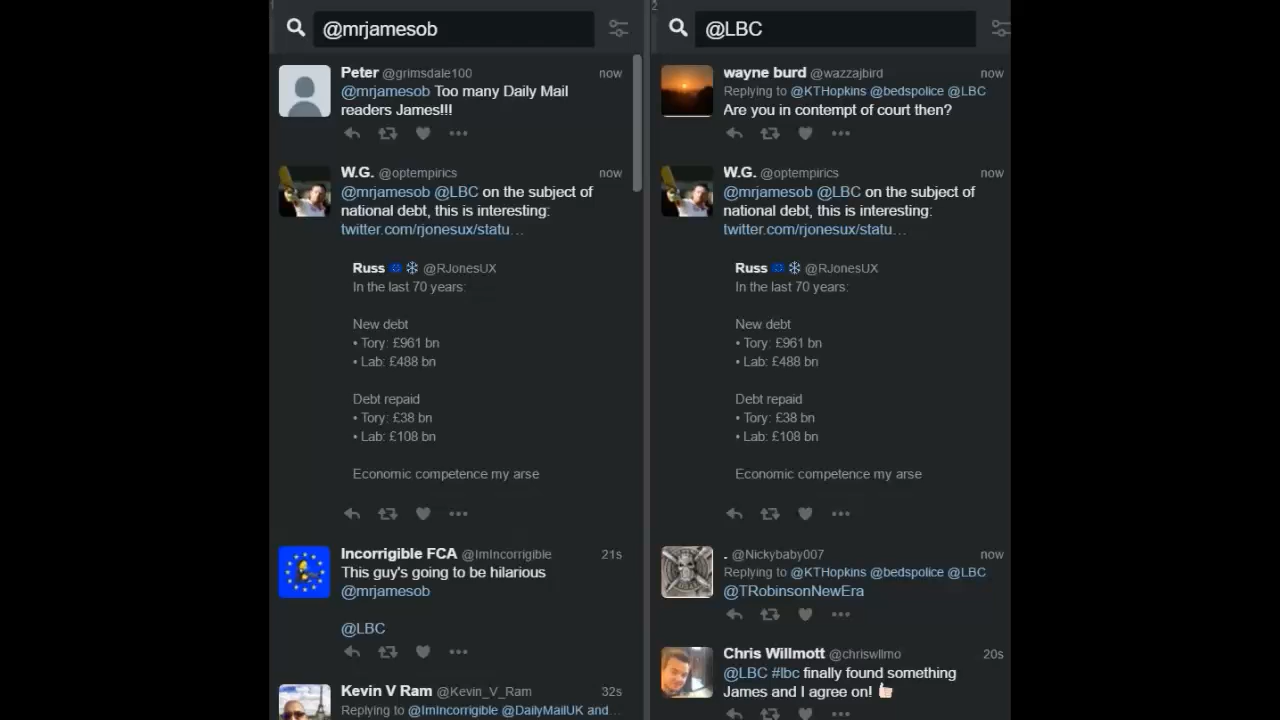 1
@mrjamesob
Peter @grimsdale100 now
@mrjamesob Too many Daily Mail
readers James!!!
W.G. @optempirics now
@mrjamesob @LBC on the subject of
national debt, this is interesting:
twitter.com/rjonesux/statu…
Russ @RJonesUX
In the last 70 years:
New debt
• Tory: £961 bn
• Lab: £488 bn
Debt repaid
• Tory: £38 bn
• Lab: £108 bn
Economic competence my arse
Incorrigible FCA @ImIncorrigible 21s
This guy's going to be hilarious
@mrjamesob
@LBC
Kevin V Ram @Kevin_V_Ram 32s
Replying to @ImIncorrigible @DailyMailUK and…
2
@LBC
wayne burd @wazzajbird now
Replying to @KTHopkins @bedspolice @LBC
Are you in contempt of court then?
W.G. @optempirics now
@mrjamesob @LBC on the subject of
national debt, this is interesting:
twitter.com/rjonesux/statu…
Russ @RJonesUX
In the last 70 years:
New debt
• Tory: £961 bn
• Lab: £488 bn
Debt repaid
• Tory: £38 bn
• Lab: £108 bn
Economic competence my arse
. @Nickybaby007 now
Replying to @KTHopkins @bedspolice @LBC
@TRobinsonNewEra
Chris Willmott @chriswllmo 20s
@LBC #lbc finally found something
James and I agree on! 👍🏻